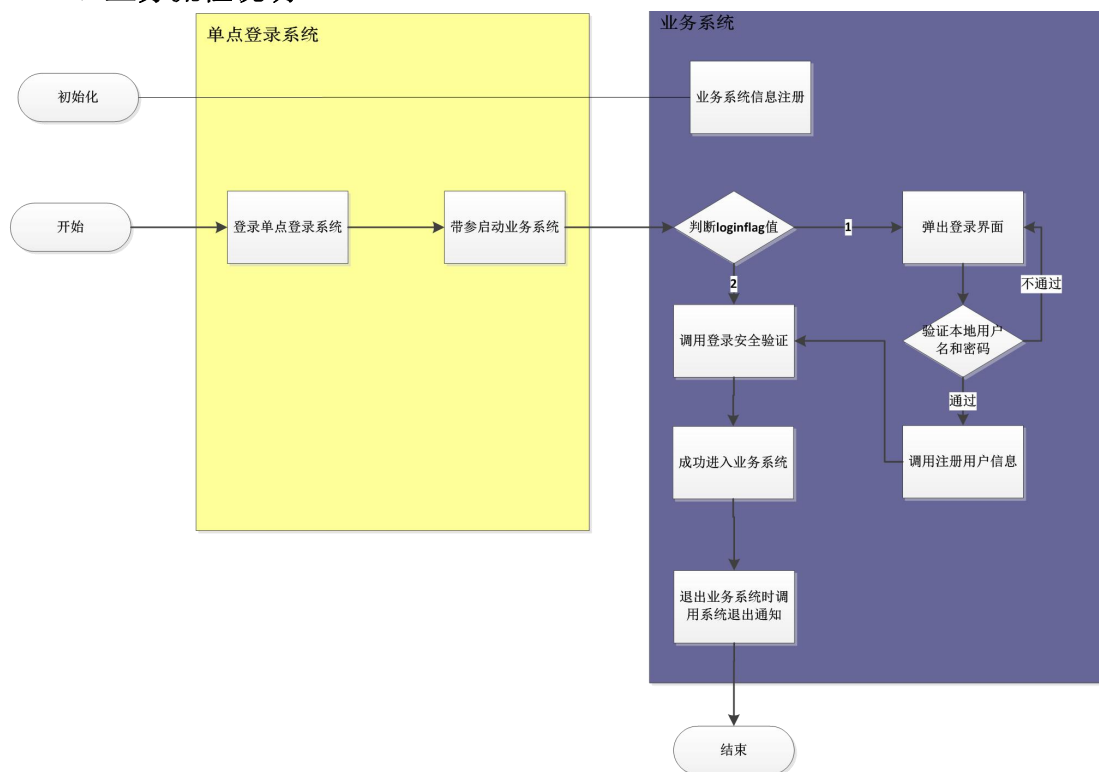 单点登录系统
业务系统
初始化
业务系统信息注册
开始
登录单点登录系统
带参启动业务系统
判断loginflag值
1
弹出登录界面
2
不通过
调用登录安全验证
验证本地用户
名和密码
通过
成功进入业务系统
调用注册用户信息
退出业务系统时调
用系统退出通知
结束